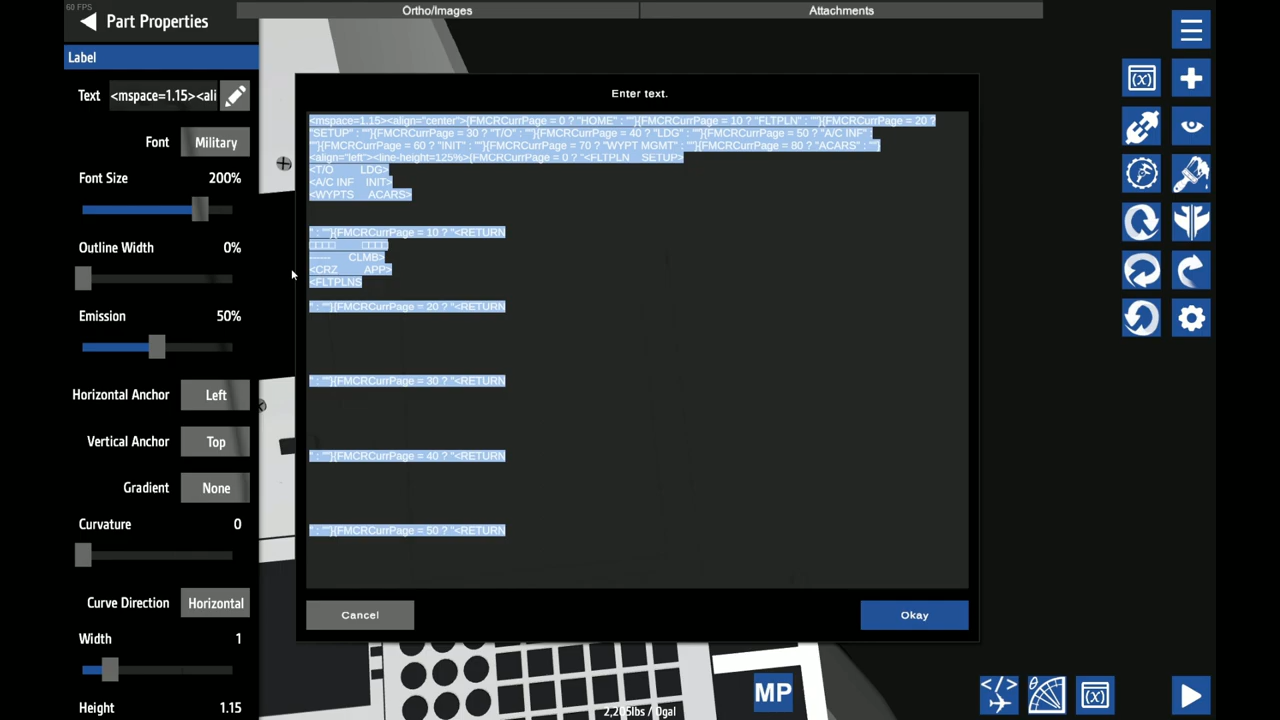 60 FPS
Part Properties
Ortho/Images
Attachments
Label
Text
<mspace=1.15><ali
Font
Military
Font Size
200%
Outline Width
0%
Emission
50%
Horizontal Anchor
Left
Vertical Anchor
Top
Gradient
None
Curvature
0
Curve Direction
Horizontal
Width
1
Height
1.15
Enter text.
<mspace=1.15><align="center">{FMCRCurrPage = 0 ? "HOME" : ""}{FMCRCurrPage = 10 ? "FLTPLN" : ""}{FMCRCurrPage = 20 ?
"SETUP" : ""}{FMCRCurrPage = 30 ? "T/O" : ""}{FMCRCurrPage = 40 ? "LDG" : ""}{FMCRCurrPage = 50 ? "A/C INF" :
""}{FMCRCurrPage = 60 ? "INIT" : ""}{FMCRCurrPage = 70 ? "WYPT MGMT" : ""}{FMCRCurrPage = 80 ? "ACARS" : ""}
<align="left"><line-height=125%>{FMCRCurrPage = 0 ? "<FLTPLN    SETUP>
<T/O         LDG>
<A/C INF    INIT>
<WYPTS     ACARS>
" : ""}{FMCRCurrPage = 10 ? "<RETURN
□□□□         □□□□
------      CLMB>
<CRZ         APP>
<FLTPLNS
" : ""}{FMCRCurrPage = 20 ? "<RETURN
" : ""}{FMCRCurrPage = 30 ? "<RETURN
" : ""}{FMCRCurrPage = 40 ? "<RETURN
" : ""}{FMCRCurrPage = 50 ? "<RETURN
Cancel
Okay
MP
2,205lbs / 0gal
(x)
</>
(x)